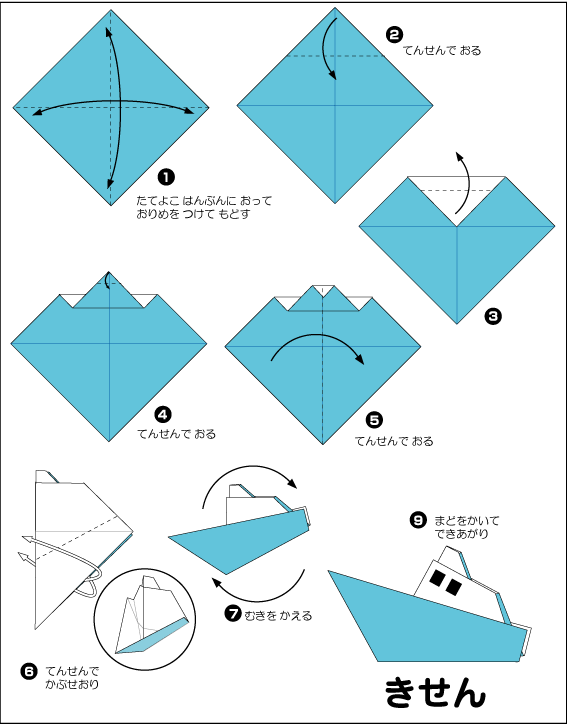 ❶
たてよこ はんぶんに おって
おりめを つけて もどす
❷
てんせんで おる
❸
❹
てんせんで おる
❺
てんせんで おる
❻
てんせんで
かぶせおり
❼ むきを かえる
❾ まどをかいて
できあがり
きせん